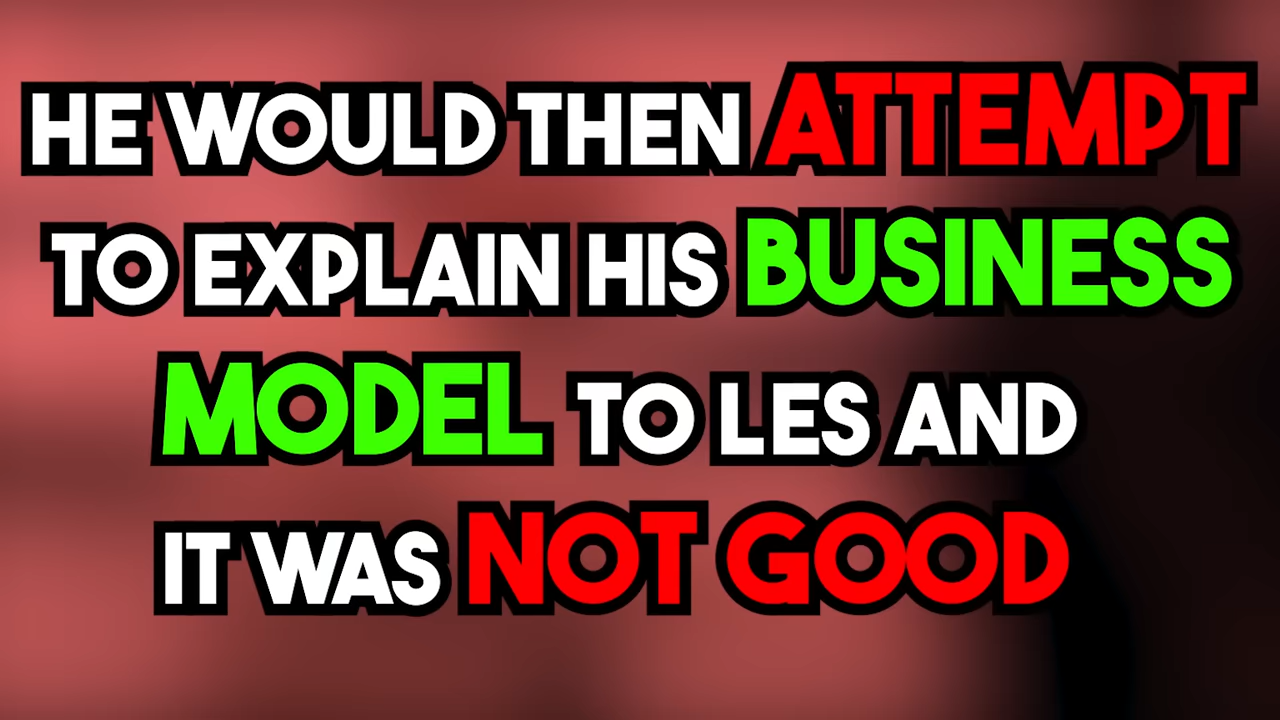 HE WOULD THEN ATTEMPT
TO EXPLAIN HIS BUSINESS
MODEL TO LES AND
IT WAS NOT GOOD